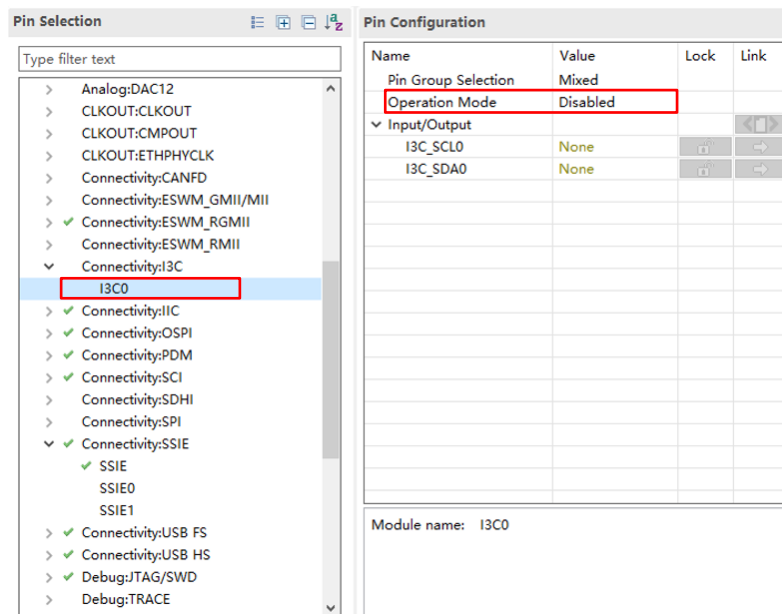 Pin Selection
Type filter text
Analog:DAC12
CLKOUT:CLKOUT
CLKOUT:CMPOUT
CLKOUT:ETHPHYCLK
Connectivity:CANFD
Connectivity:ESWM_GMII/MII
Connectivity:ESWM_RGMII
Connectivity:ESWM_RMII
Connectivity:I3C
I3C0
Connectivity:IIC
Connectivity:OSPI
Connectivity:PDM
Connectivity:SCI
Connectivity:SDHI
Connectivity:SPI
Connectivity:SSIE
SSIE
SSIE0
SSIE1
Connectivity:USB FS
Connectivity:USB HS
Debug:JTAG/SWD
Debug:TRACE
Pin Configuration
Name Value Lock Link
Pin Group Selection Mixed
Operation Mode Disabled
Input/Output
I3C_SCL0 None
I3C_SDA0 None
Module name: I3C0